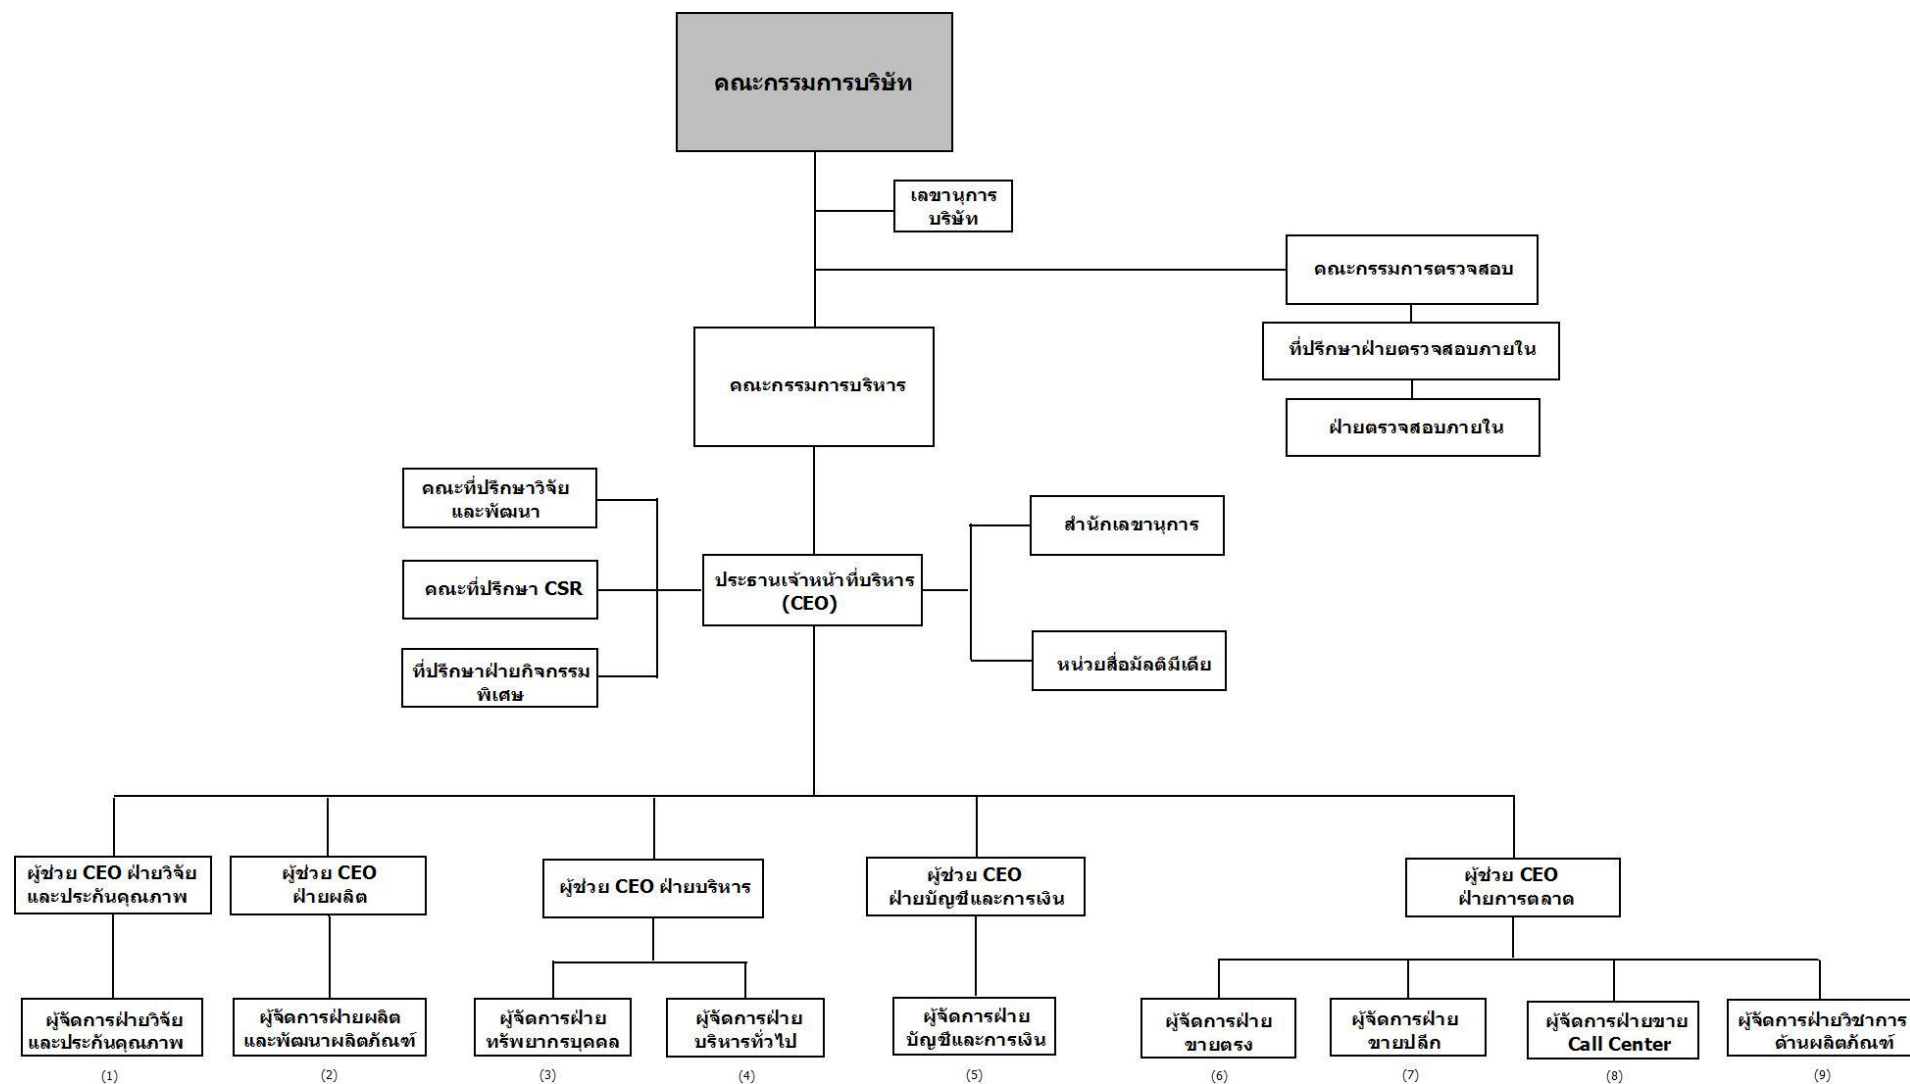 คณะกรรมการบริษัท
เลขานุการ
บริษัท
คณะกรรมการตรวจสอบ
ที่ปรึกษาฝ่ายตรวจสอบภายใน
คณะกรรมการบริหาร
ฝ่ายตรวจสอบภายใน
คณะที่ปรึกษาวิจัย
และพัฒนา
สำนักเลขานุการ
คณะที่ปรึกษา CSR
ประธานเจ้าหน้าที่บริหาร
(CEO)
ที่ปรึกษาฝ่ายกิจกรรม
พิเศษ
หน่วยสื่อมัลติมีเดีย
ผู้ช่วย CEO ฝ่ายวิจัย
และประกันคุณภาพ
ผู้ช่วย CEO
ฝ่ายผลิต
ผู้ช่วย CEO ฝ่ายบริหาร
ผู้ช่วย CEO
ฝ่ายบัญชีและการเงิน
ผู้ช่วย CEO
ฝ่ายการตลาด
ผู้จัดการฝ่ายวิจัย
และประกันคุณภาพ
ผู้จัดการฝ่ายผลิต
และพัฒนาผลิตภัณฑ์
ผู้จัดการฝ่าย
ทรัพยากรบุคคล
ผู้จัดการฝ่าย
บริหารทั่วไป
ผู้จัดการฝ่าย
บัญชีและการเงิน
ผู้จัดการฝ่าย
ขายตรง
ผู้จัดการฝ่าย
ขายปลีก
ผู้จัดการฝ่ายขาย
Call Center
ผู้จัดการฝ่ายวิชาการ
ด้านผลิตภัณฑ์
(1)
(2)
(3)
(4)
(5)
(6)
(7)
(8)
(9)